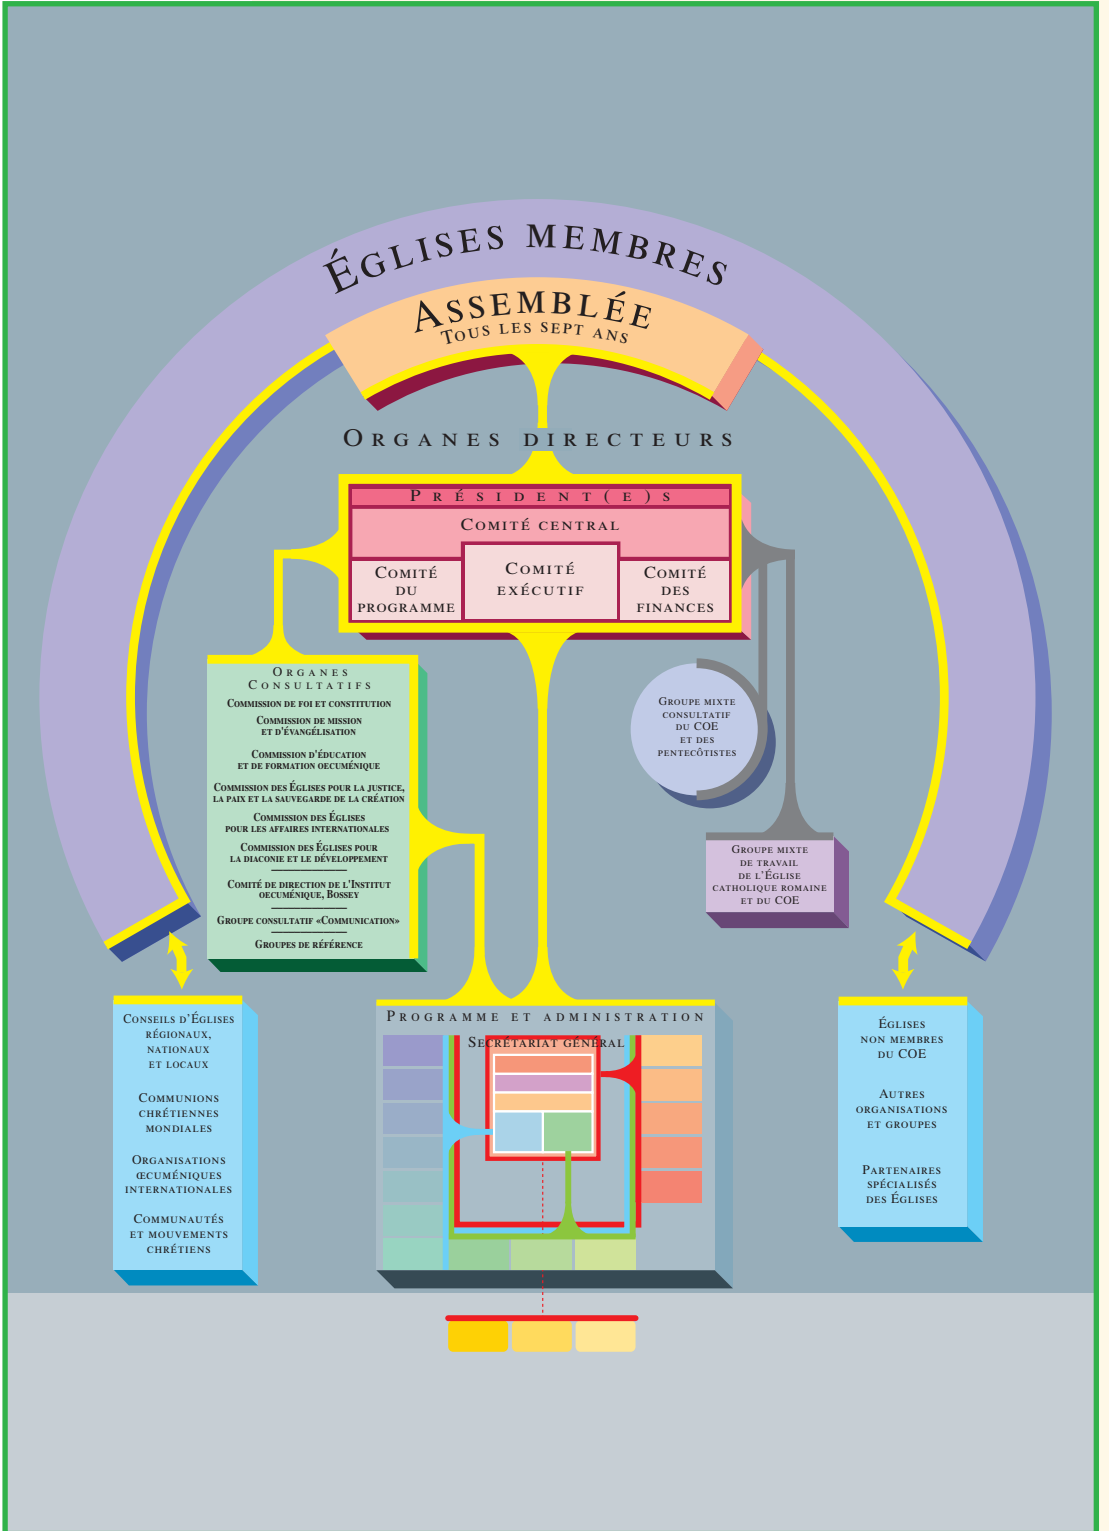 Églises membres
Assemblée
Tous les sept ans
Organes directeurs
Président(e)s
Comité central
Comité
du
programme
Comité
exécutif
Comité
des
finances
Organes
Consultatifs
Commission de foi et constitution
Commission de mission
et d'évangélisation
Commission d'éducation
et de formation oecuménique
Commission des Églises pour la justice,
la paix et la sauvegarde de la création
Commission des Églises
pour les affaires internationales
Commission des Églises pour
la diaconie et le développement
Comité de direction de l'Institut
oecuménique, Bossey
Groupe consultatif «Communication»
Groupes de référence
Groupe mixte
consultatif
du COE
et des
pentecôtistes
Groupe mixte
de travail
de l'Église
catholique romaine
et du COE
Conseils d'Églises
régionaux,
nationaux
et locaux
Communions
chrétiennes
mondiales
Organisations
œcuméniques
internationales
Communautés
et mouvements
chrétiens
Programme et administration
Secrétariat général
Églises
non membres
du COE
Autres
organisations
et groupes
Partenaires
spécialisés
des Églises